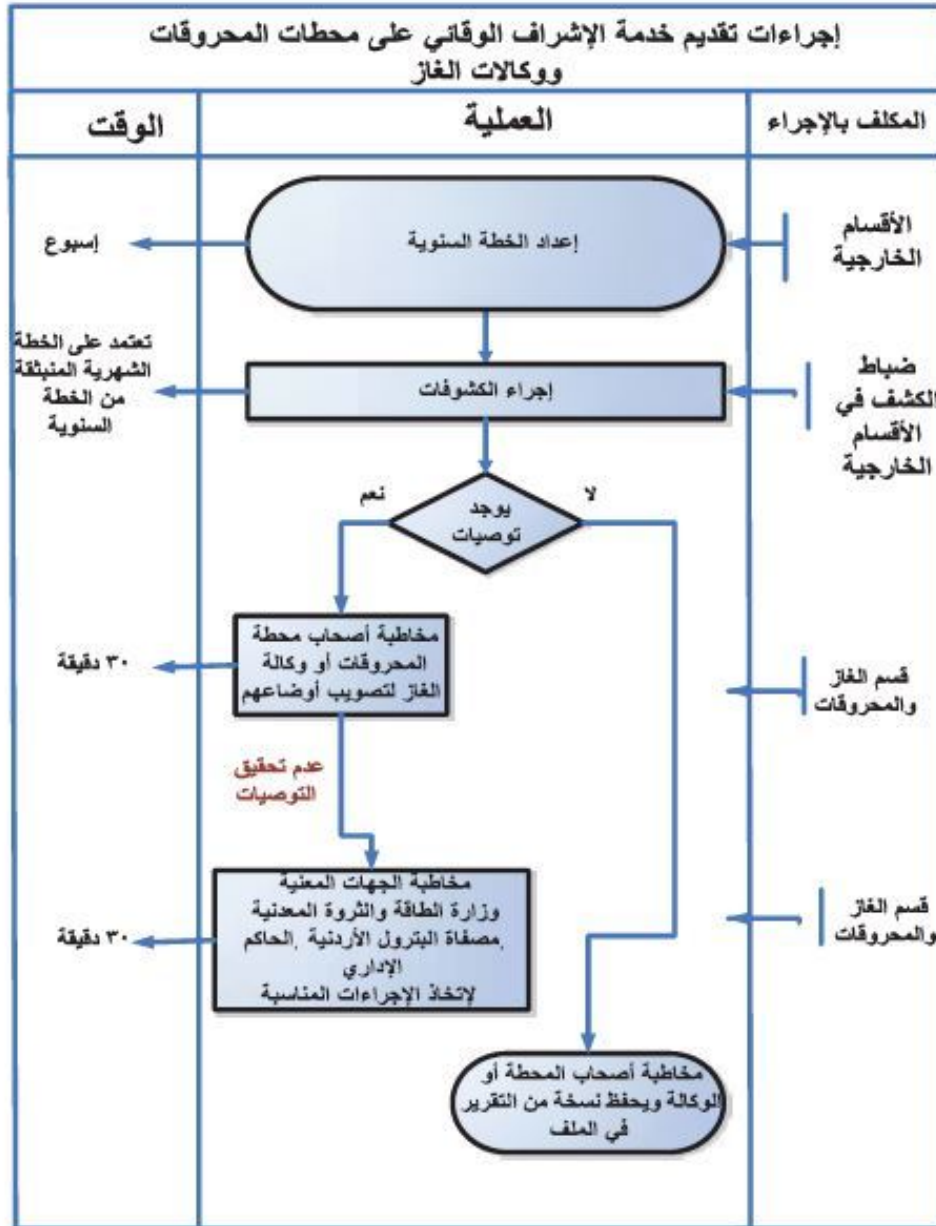 إجراءات تقديم خدمة الإشراف الوقائي على محطات المحروقات
ووكالات الغاز
المكلف بالإجراء
العملية
الوقت
الأقسام
الخارجية
إعداد الخطة السنوية
إسبوع
ضباط
الكشف في
الأقسام
الخارجية
إجراء الكشوفات
تعتمد على الخطة
الشهرية المنبثقة
من الخطة
السنوية
يوجد
توصيات
لا
نعم
قسم الغاز
والمحروقات
مخاطبة أصحاب محطة
المحروقات أو وكالة
الغاز لتصويب أوضاعهم
٣٠ دقيقة
عدم تحقيق
التوصيات
قسم الغاز
والمحروقات
مخاطبة الجهات المعنية
وزارة الطاقة والثروة المعدنية
,مصفاة البترول الأردنية ,الحاكم
الإداري
لإتخاذ الإجراءات المناسبة
٣٠ دقيقة
مخاطبة أصحاب المحطة أو
الوكالة ويحفظ نسخة من التقرير
في الملف